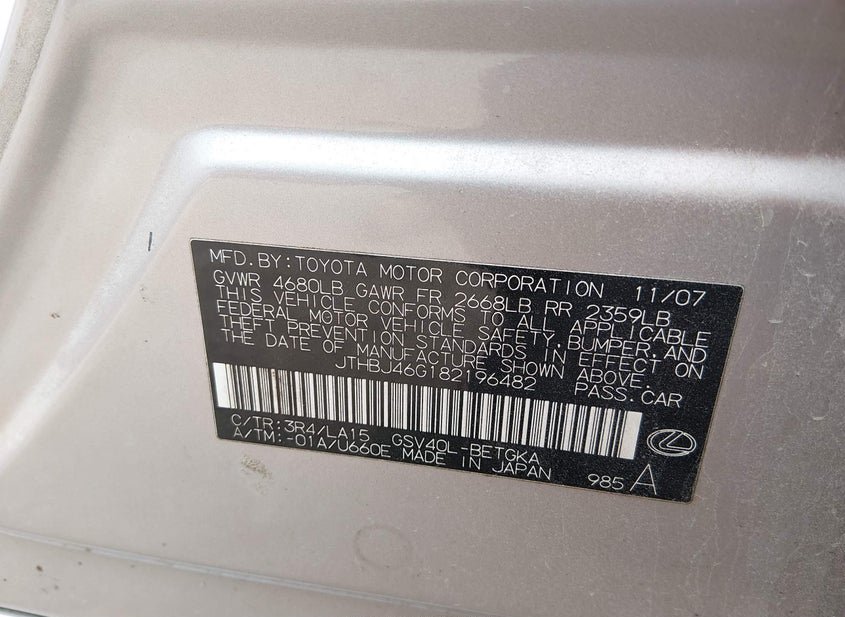 MFD.BY:TOYOTA MOTOR CORPORATION 11/07
GVWR 4680LB GAWR FR 2668LB RR 2359LB
THIS VEHICLE CONFORMS TO ALL APPLICABLE
FEDERAL MOTOR VEHICLE SAFETY,BUMPER,AND
THEFT PREVENTION STANDARDS IN EFFECT ON
THE DATE OF MANUFACTURE SHOWN ABOVE.
JTHBJ46G182196482 PASS.CAR
C/TR:3R4/LA15 GSV40L-BETGKA
A/TM:-01A/U660E MADE IN JAPAN 985 A